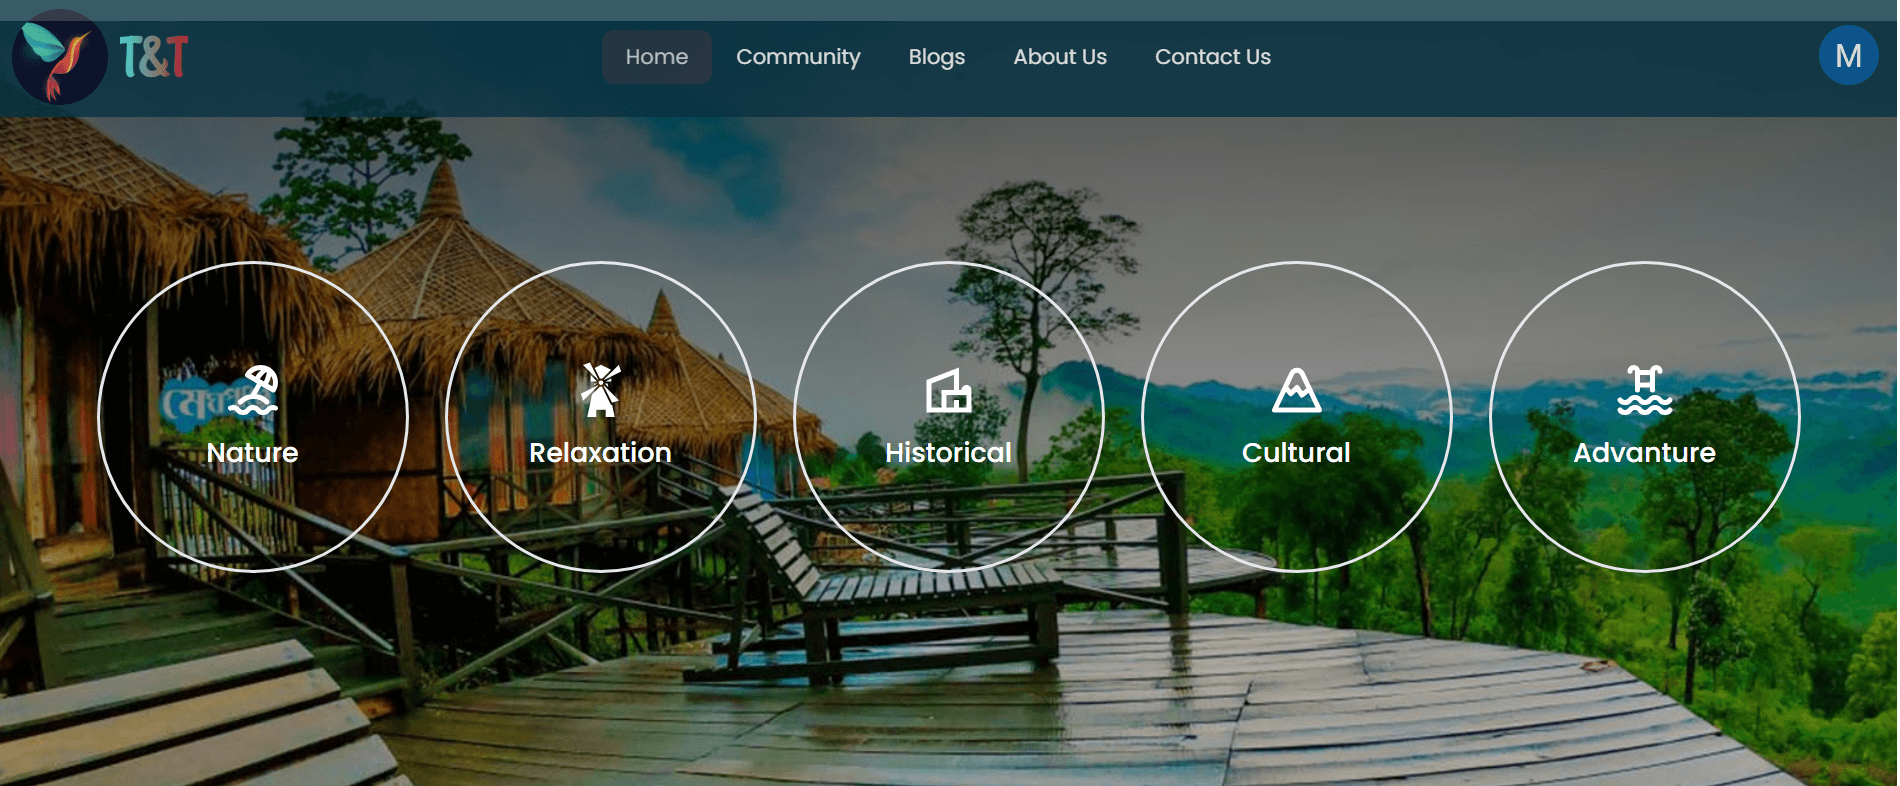 T&T
Home
Community
Blogs
About Us
Contact Us
M
Nature
Relaxation
Historical
Cultural
Advanture